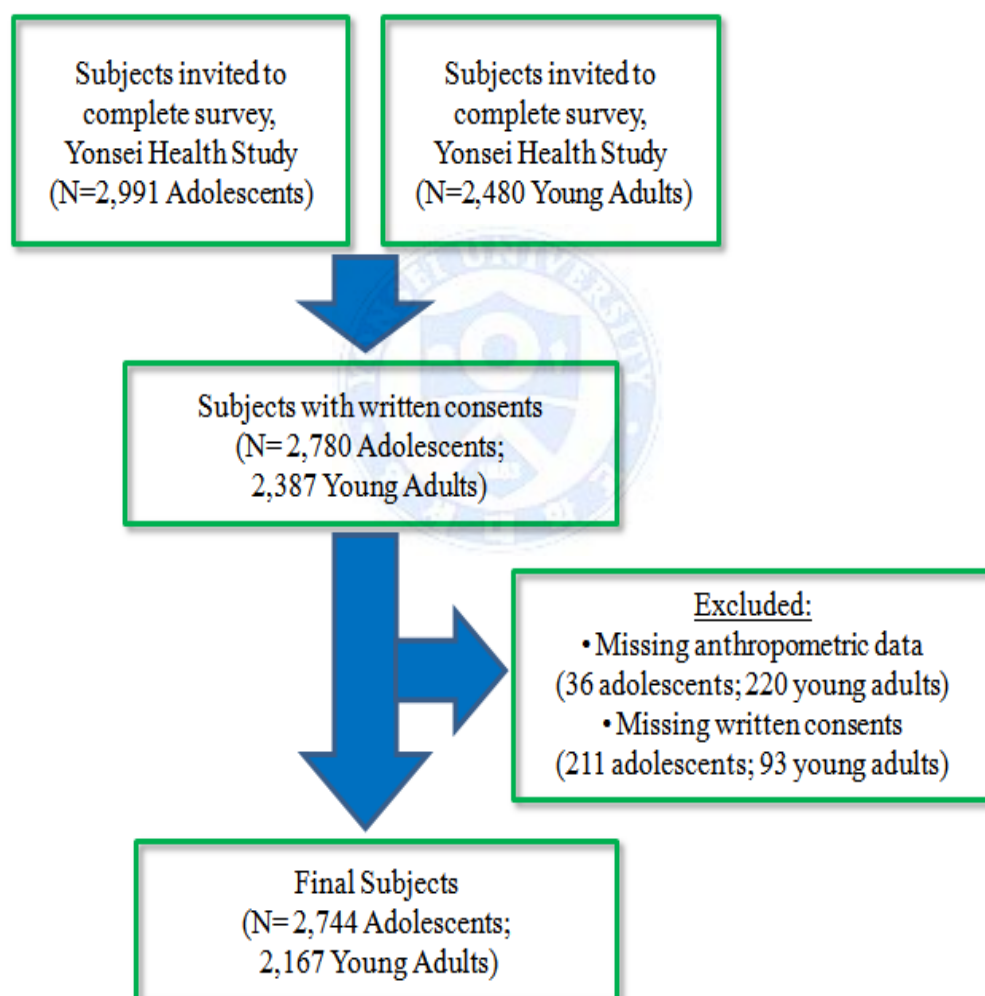 Subjects invited to
complete survey,
Yonsei Health Study
(N=2,991 Adolescents)
Subjects invited to
complete survey,
Yonsei Health Study
(N=2,480 Young Adults)
Subjects with written consents
(N= 2,780 Adolescents;
2,387 Young Adults)
Excluded:
• Missing anthropometric data
(36 adolescents; 220 young adults)
• Missing written consents
(211 adolescents; 93 young adults)
Final Subjects
(N= 2,744 Adolescents;
2,167 Young Adults)